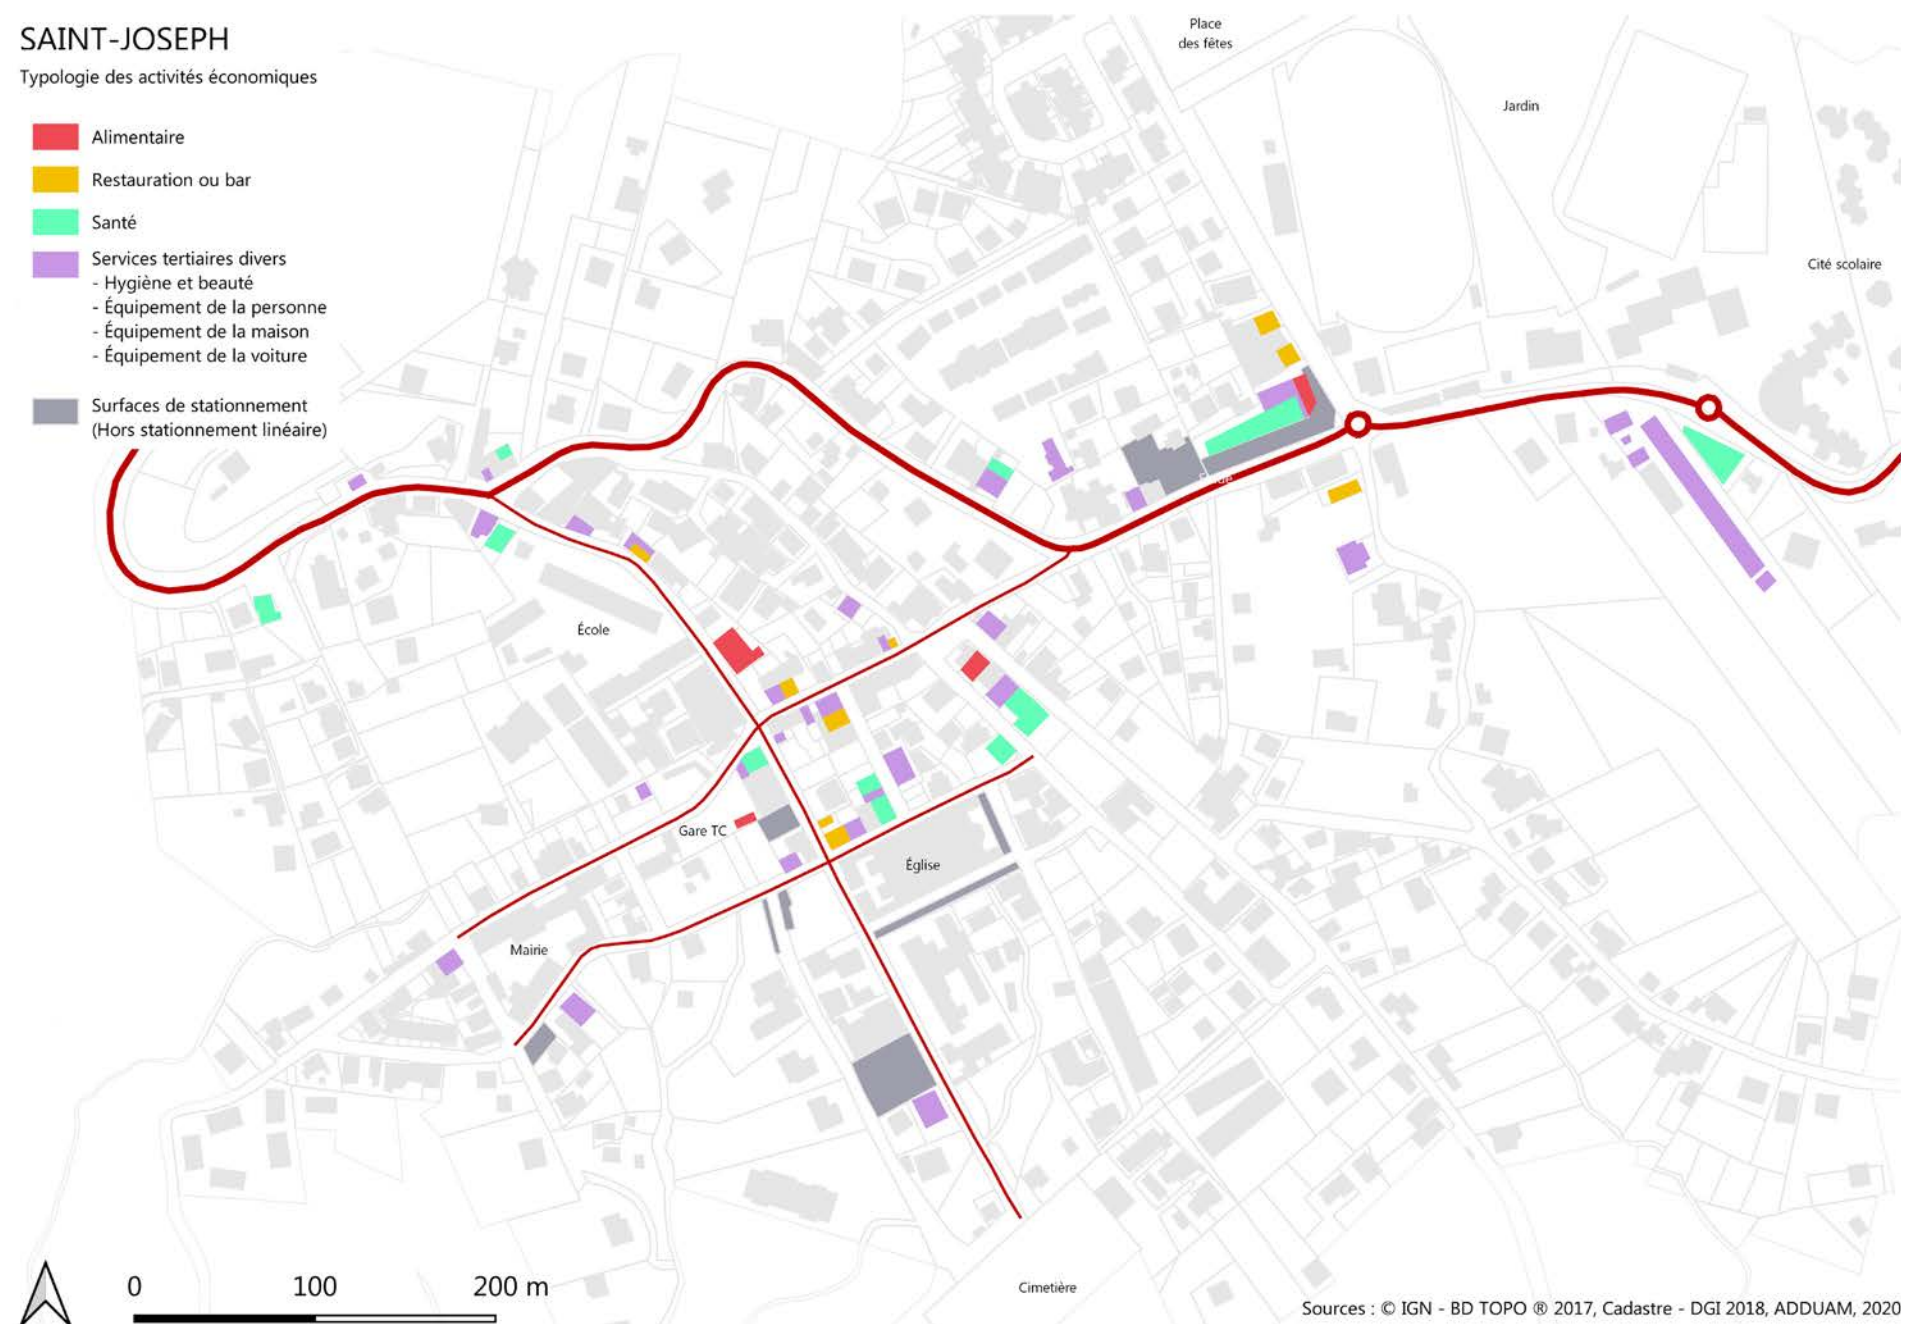 SAINT-JOSEPH
Typologie des activités économiques
Alimentaire
Restauration ou bar
Santé
Services tertiaires divers
- Hygiène et beauté
- Équipement de la personne
- Équipement de la maison
- Équipement de la voiture
Surfaces de stationnement
(Hors stationnement linéaire)
Place
des fêtes
Jardin
Cité scolaire
École
Gare TC
Église
Mairie
Cimetière
0 100 200 m
Sources : © IGN - BD TOPO ® 2017, Cadastre - DGI 2018, ADDUAM, 2020